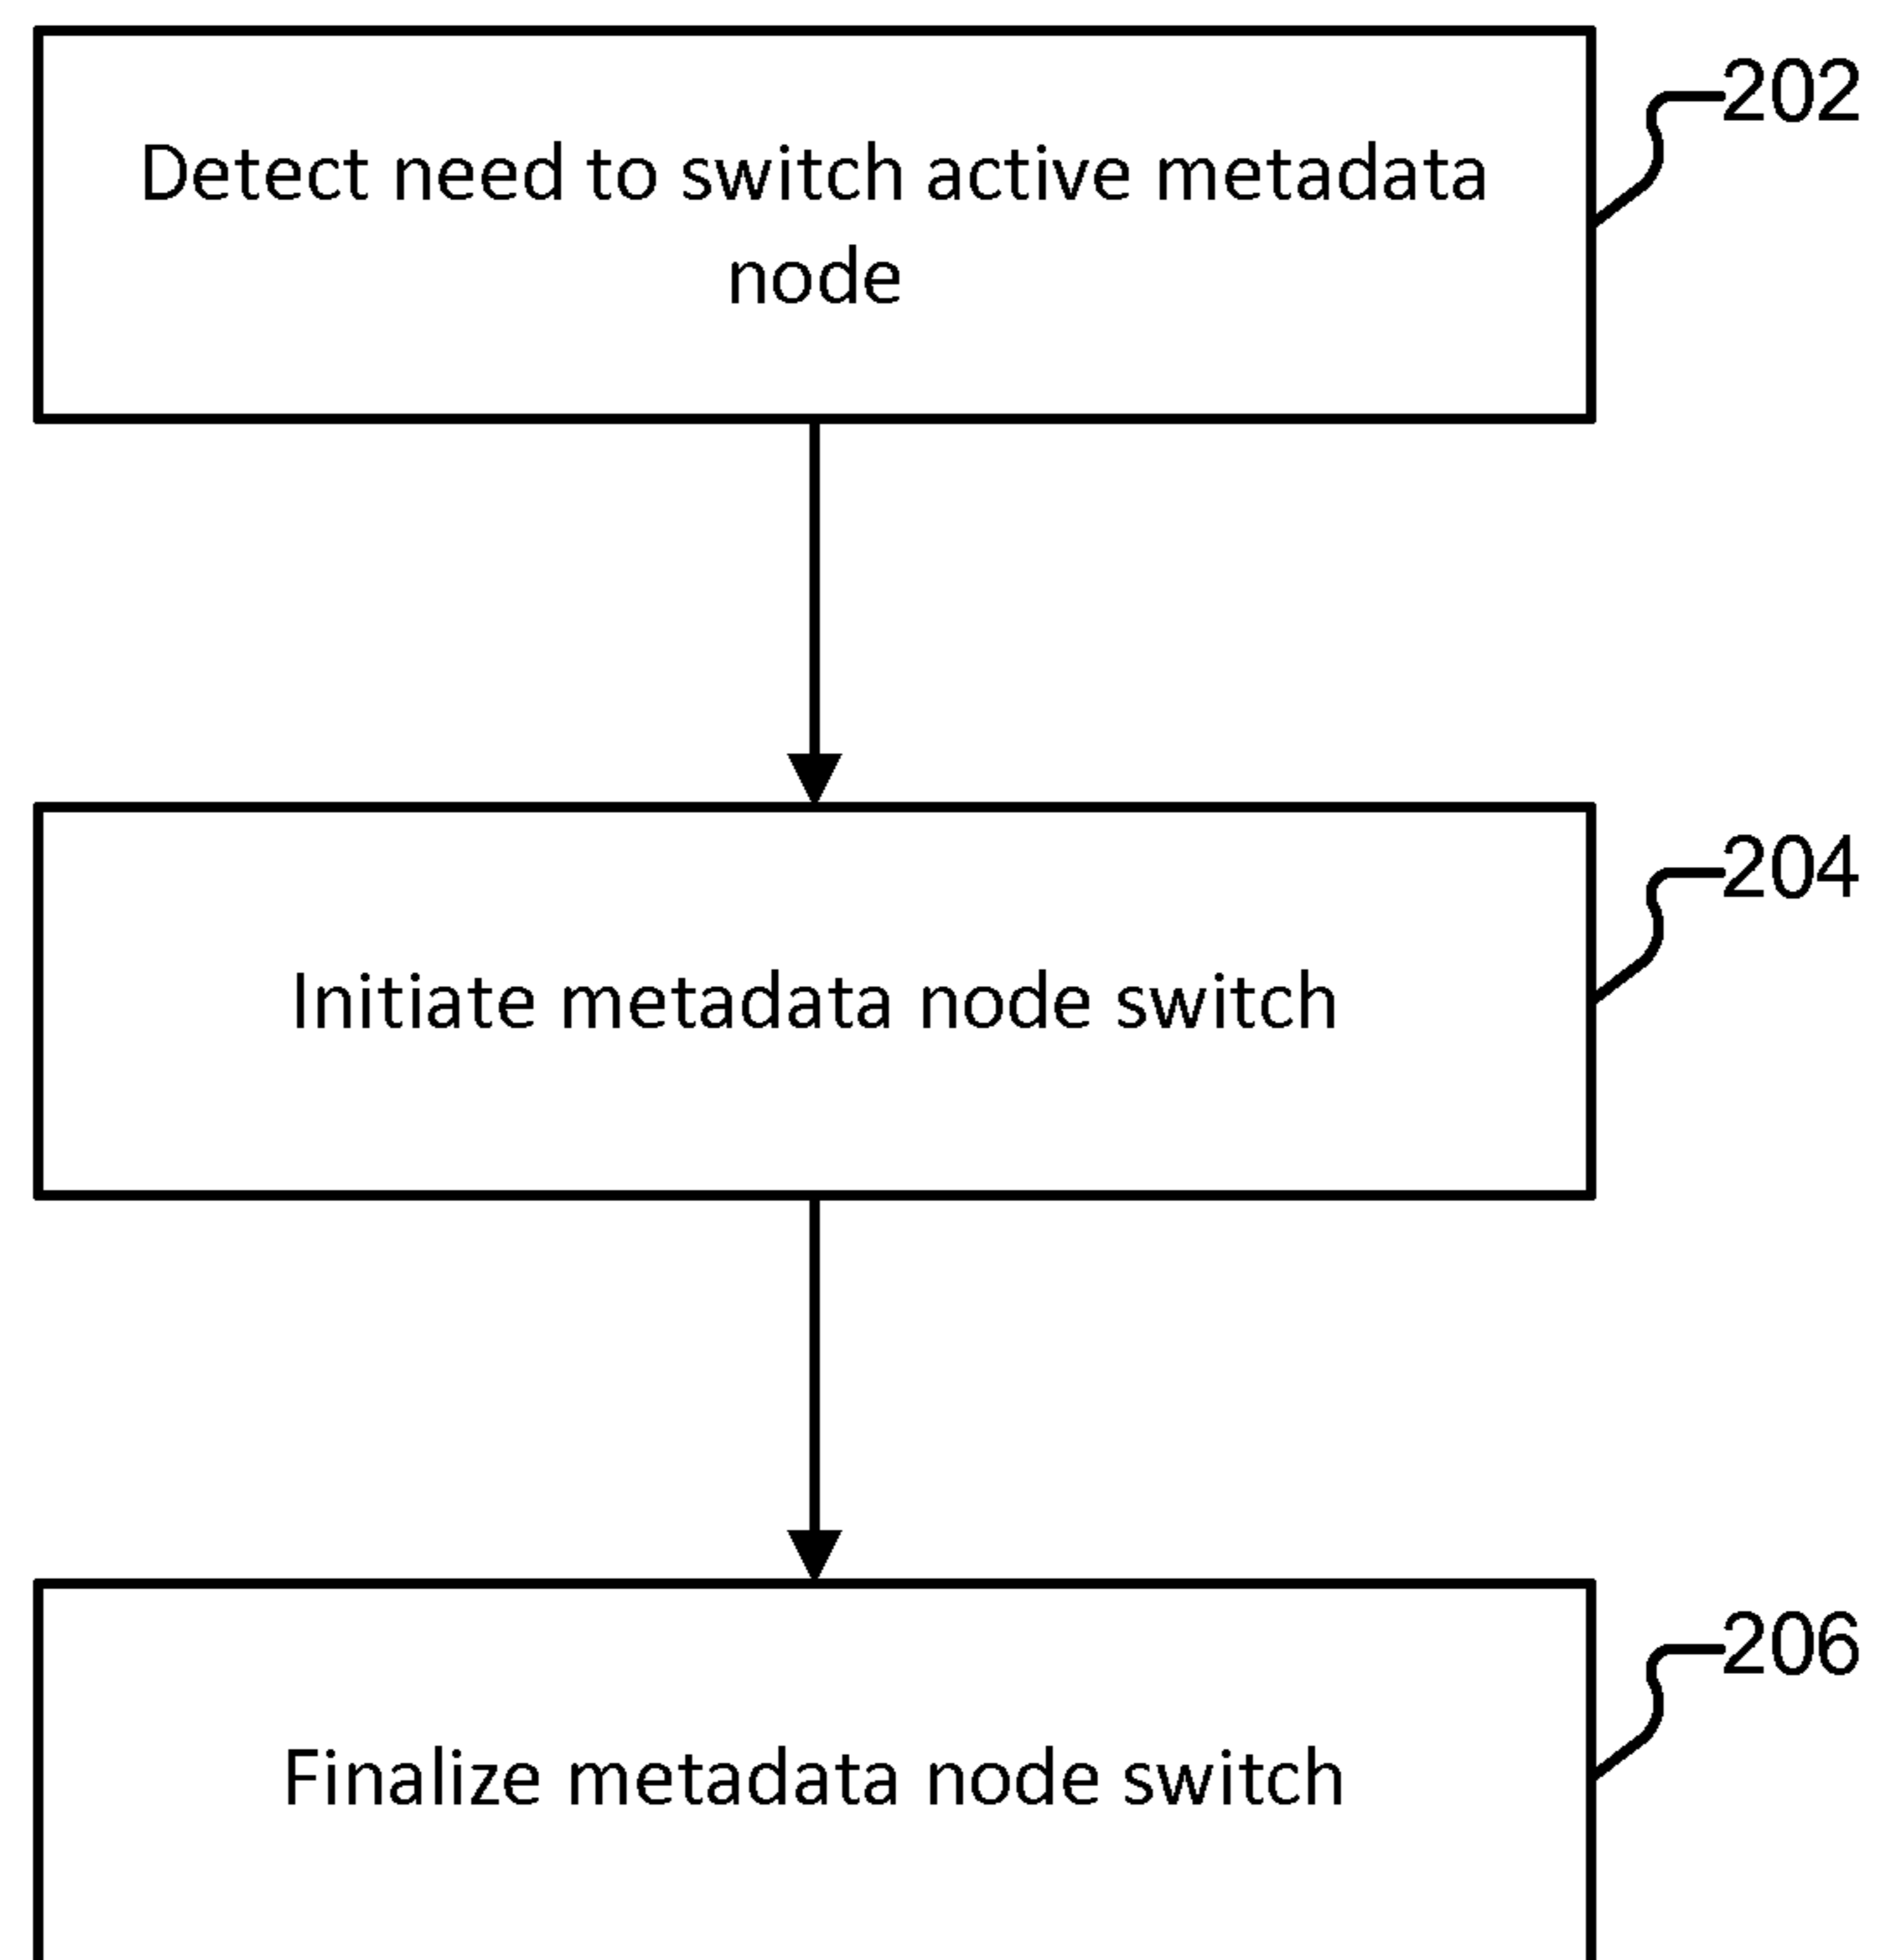 Detect need to switch active metadata
node
202
Initiate metadata node switch
204
Finalize metadata node switch
206